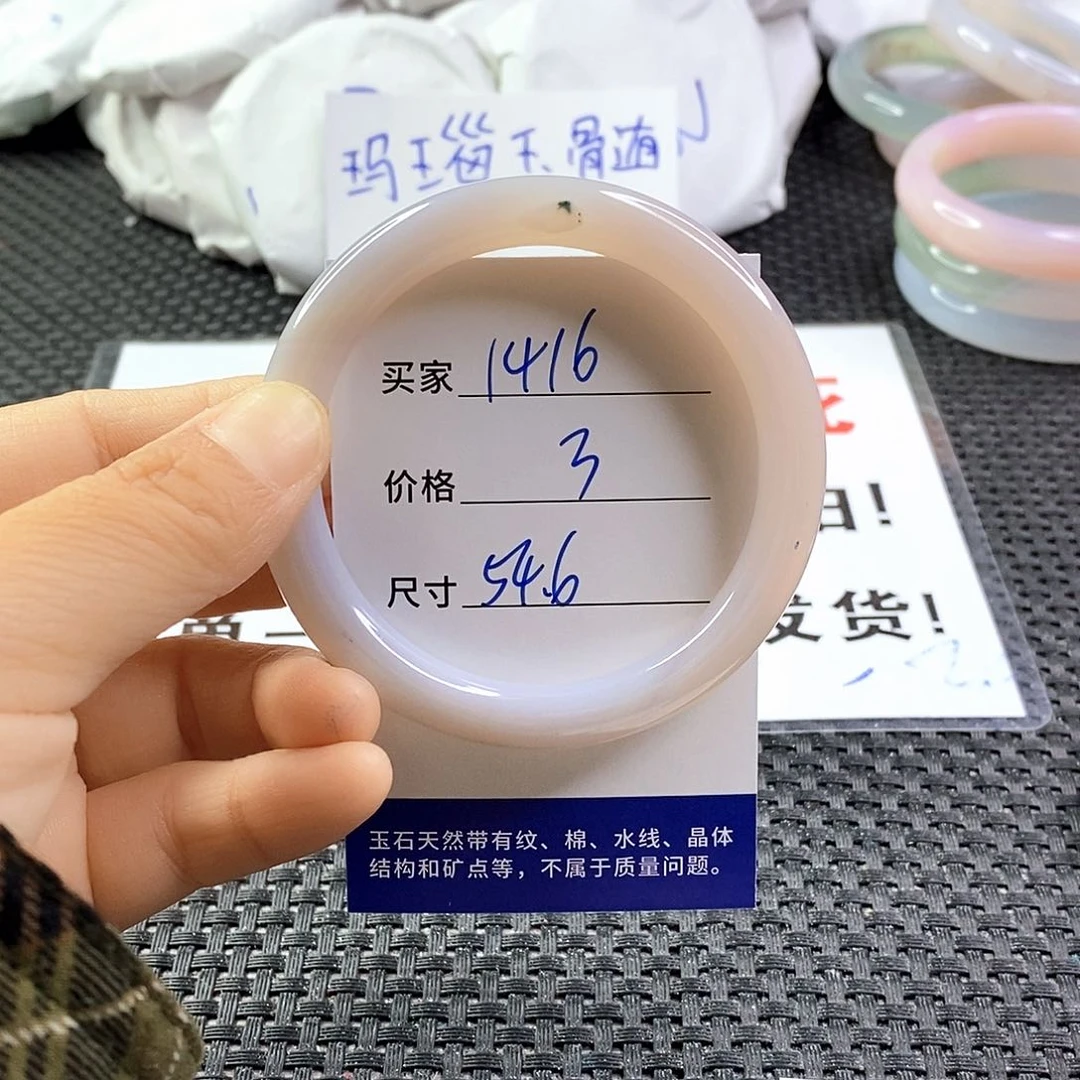 玛瑙玉骨髓
买家 1416
价格 3
尺寸 54.6
日!
发货!
玉石天然带有纹、棉、水线、晶体
结构和矿点等，不属于质量问题。